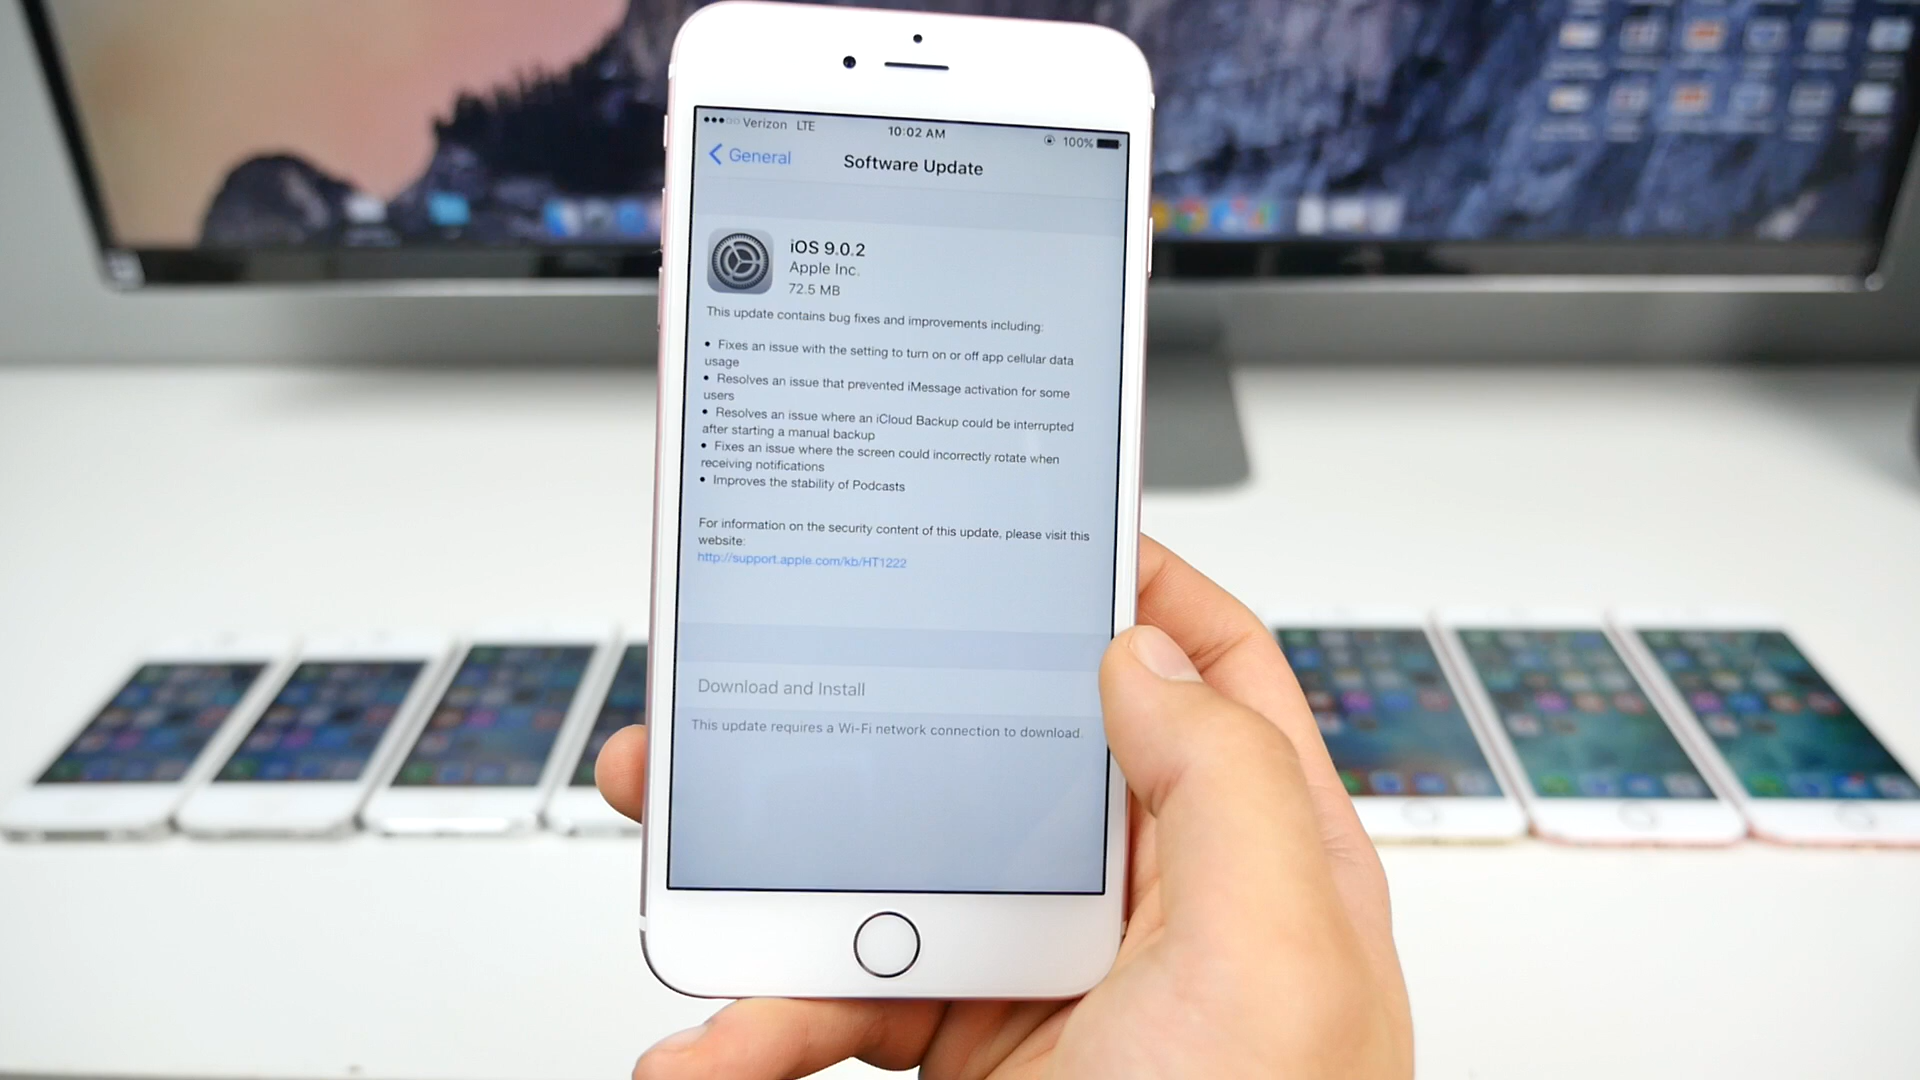 Verizon LTE 10:02 AM 100%
General Software Update
iOS 9.0.2
Apple Inc.
72.5 MB
This update contains bug fixes and improvements including:
• Fixes an issue with the setting to turn on or off app cellular data
usage
• Resolves an issue that prevented iMessage activation for some
users
• Resolves an issue where an iCloud Backup could be interrupted
after starting a manual backup
• Fixes an issue where the screen could incorrectly rotate when
receiving notifications
• Improves the stability of Podcasts
For information on the security content of this update, please visit this
website:
http://support.apple.com/kb/HT1222
Download and Install
This update requires a Wi-Fi network connection to download.